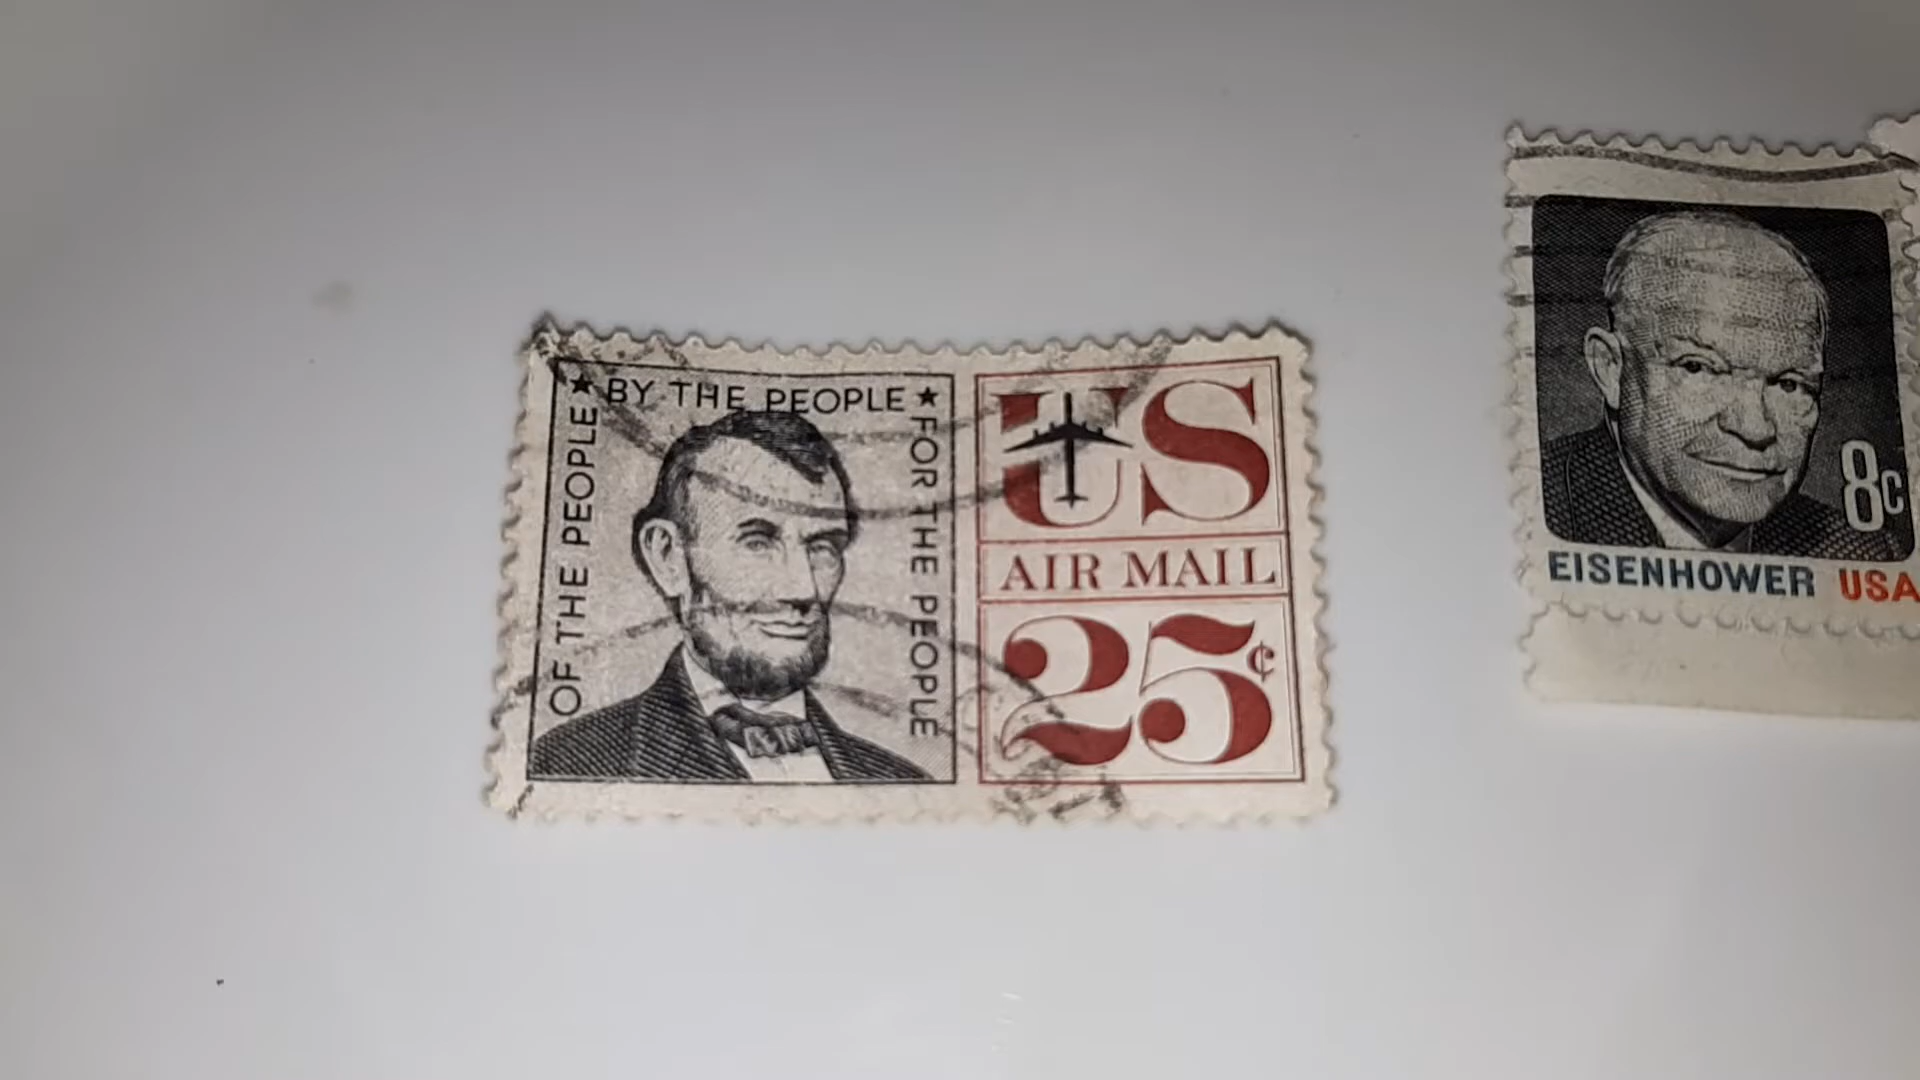 OF THE PEOPLE
★ BY THE PEOPLE ★
FOR THE PEOPLE
US
AIR MAIL
25¢
8c
EISENHOWER USA